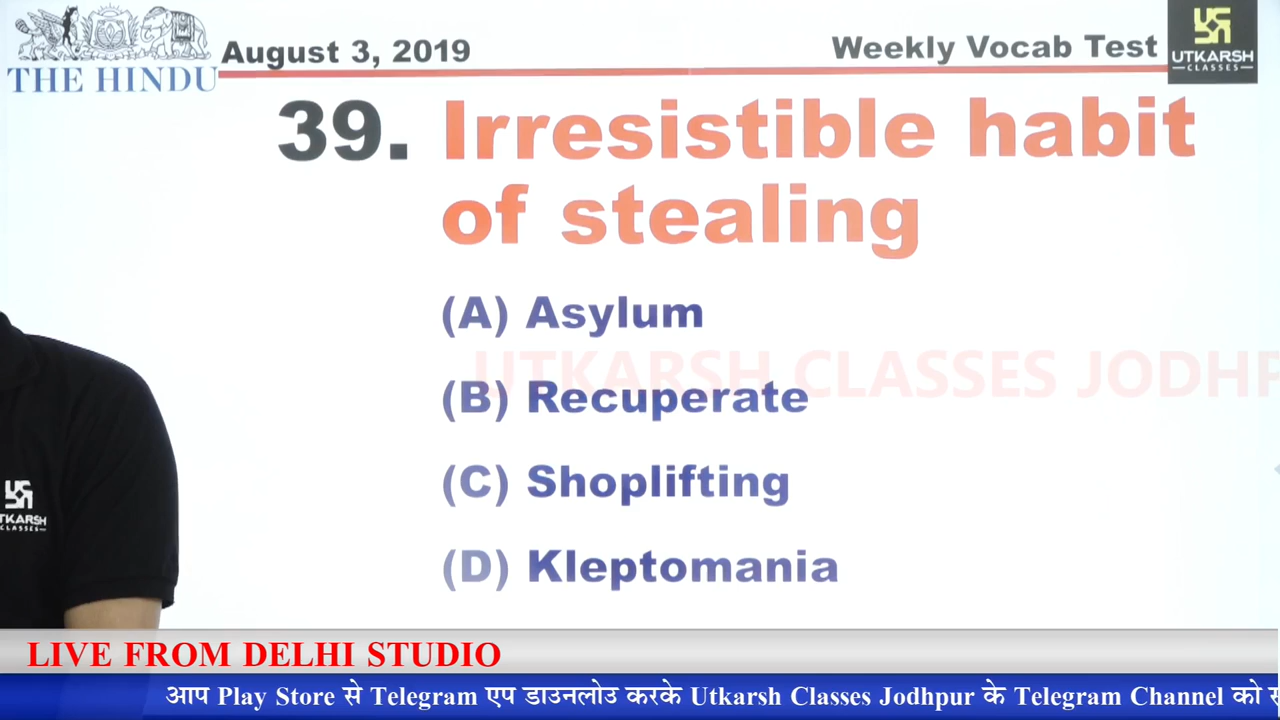 THE HINDU
August 3, 2019
Weekly Vocab Test
UTKARSH
CLASSES
39. Irresistible habit
of stealing
(A) Asylum
UTKARSH CLASSES JODHP
(B) Recuperate
(C) Shoplifting
(D) Kleptomania
TKARSH
CLASSES
LIVE FROM DELHI STUDIO
आप Play Store से Telegram एप डाउनलोउ करके Utkarsh Classes Jodhpur के Telegram Channel को